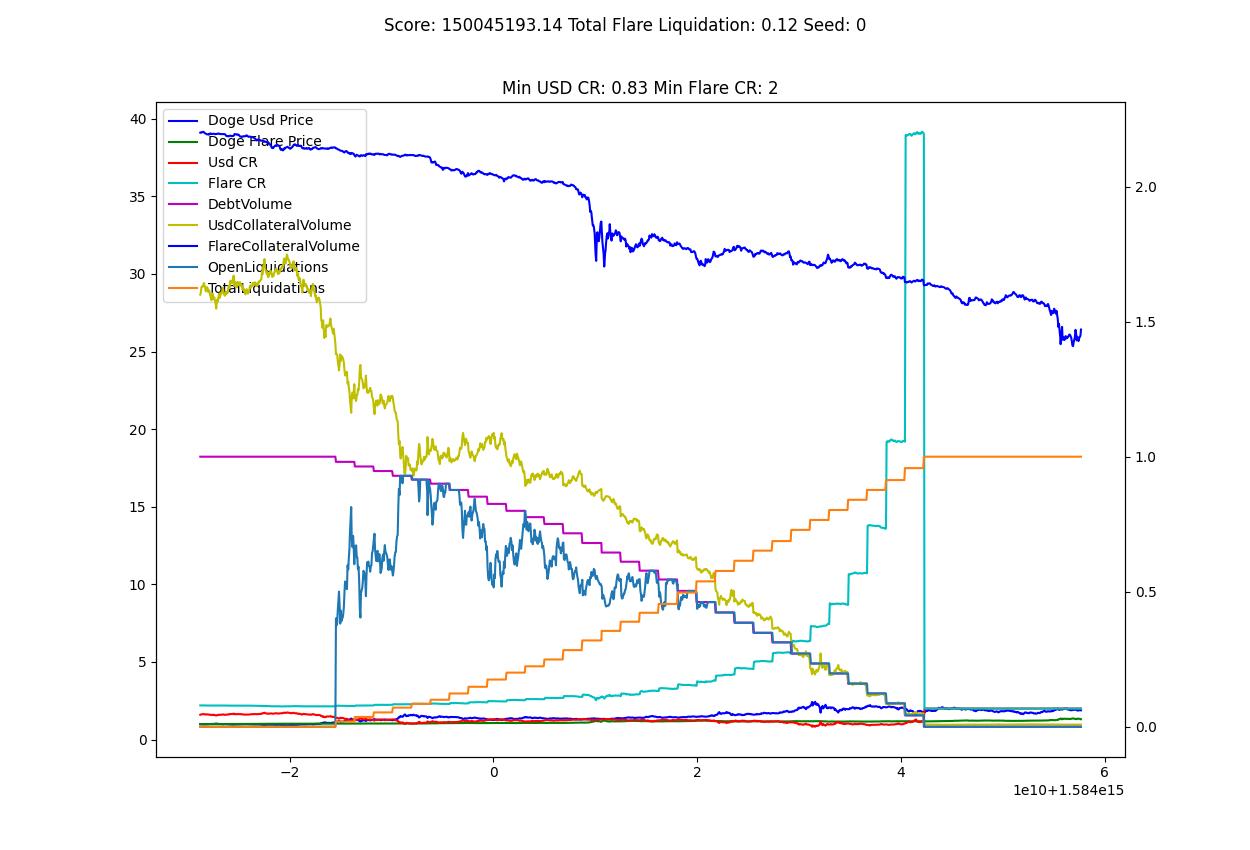 Score: 150045193.14 Total Flare Liquidation: 0.12 Seed: 0
Min USD CR: 0.83 Min Flare CR: 2
Doge Usd Price
Doge Flare Price
Usd CR
Flare CR
DebtVolume
UsdCollateralVolume
FlareCollateralVolume
OpenLiquidations
TotalLiquidations
40
35
30
25
20
15
10
5
0
2.0
1.5
1.0
0.5
0.0
−2
0
2
4
6
1e10+1.584e15